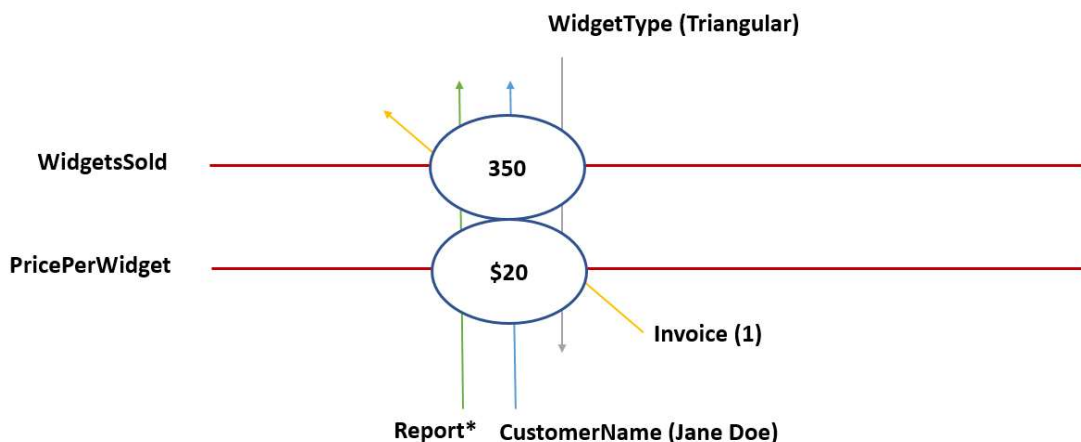 WidgetType (Triangular)
WidgetsSold
350
PricePerWidget
$20
Invoice (1)
Report*
CustomerName (Jane Doe)